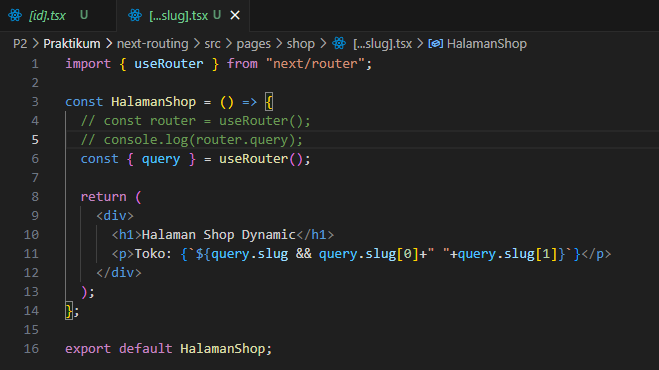 [id].tsx U [...slug].tsx U ×
P2 > Praktikum > next-routing > src > pages > shop > [...slug].tsx > HalamanShop
1 import { useRouter } from "next/router";
2
3 const HalamanShop = () => {
4 // const router = useRouter();
5 // console.log(router.query);
6 const { query } = useRouter();
7
8 return (
9 <div>
10 <h1>Halaman Shop Dynamic</h1>
11 <p>Toko: {`${query.slug && query.slug[0]+" "+query.slug[1]}`}</p>
12 </div>
13 );
14 };
15
16 export default HalamanShop;